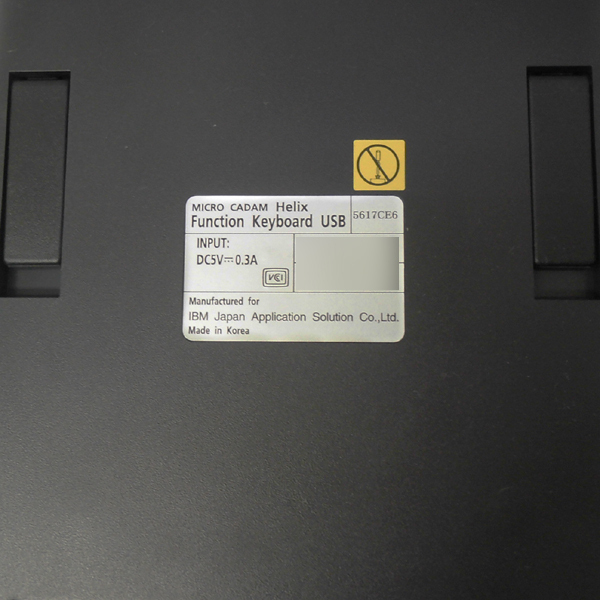 MICRO CADAM Helix
Function Keyboard USB
5617CE6
INPUT:
DC5V⎓0.3A
VCI
Manufactured for
IBM Japan Application Solution Co.,Ltd.
Made in Korea